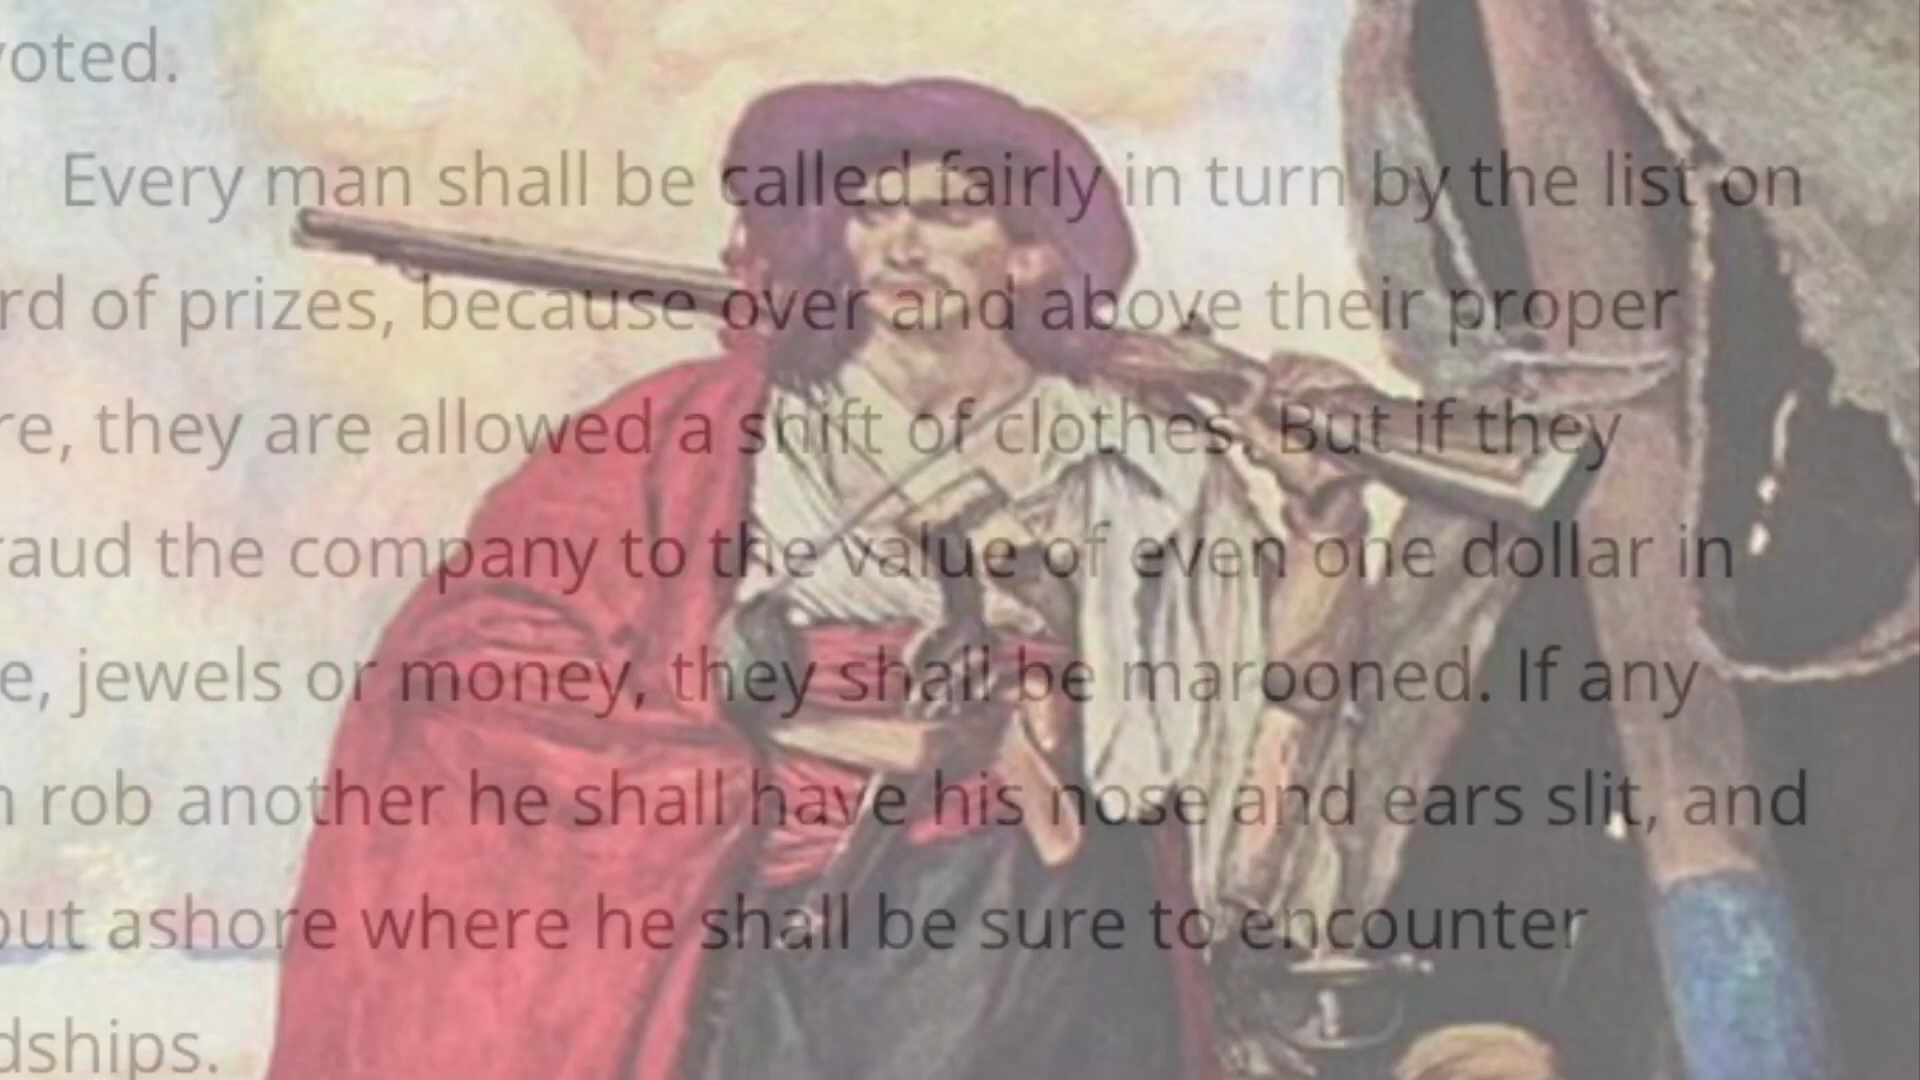 voted.
Every man shall be called fairly in turn by the list on
rd of prizes, because over and above their proper
re, they are allowed a shift of clothes. But if they
raud the company to the value of even one dollar in
e, jewels or money, they shall be marooned. If any
n rob another he shall have his nose and ears slit, and
out ashore where he shall be sure to encounter
dships.